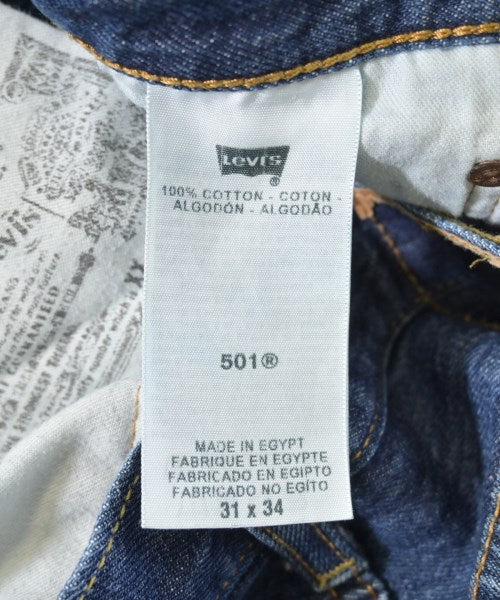 Levi's
®
100% COTTON - COTON -
ALGODÓN - ALGODÃO
501®
MADE IN EGYPT
FABRIQUE EN EGYPTE
FABRICADO EN EGIPTO
FABRICADO NO EGÍTO
31 x 34